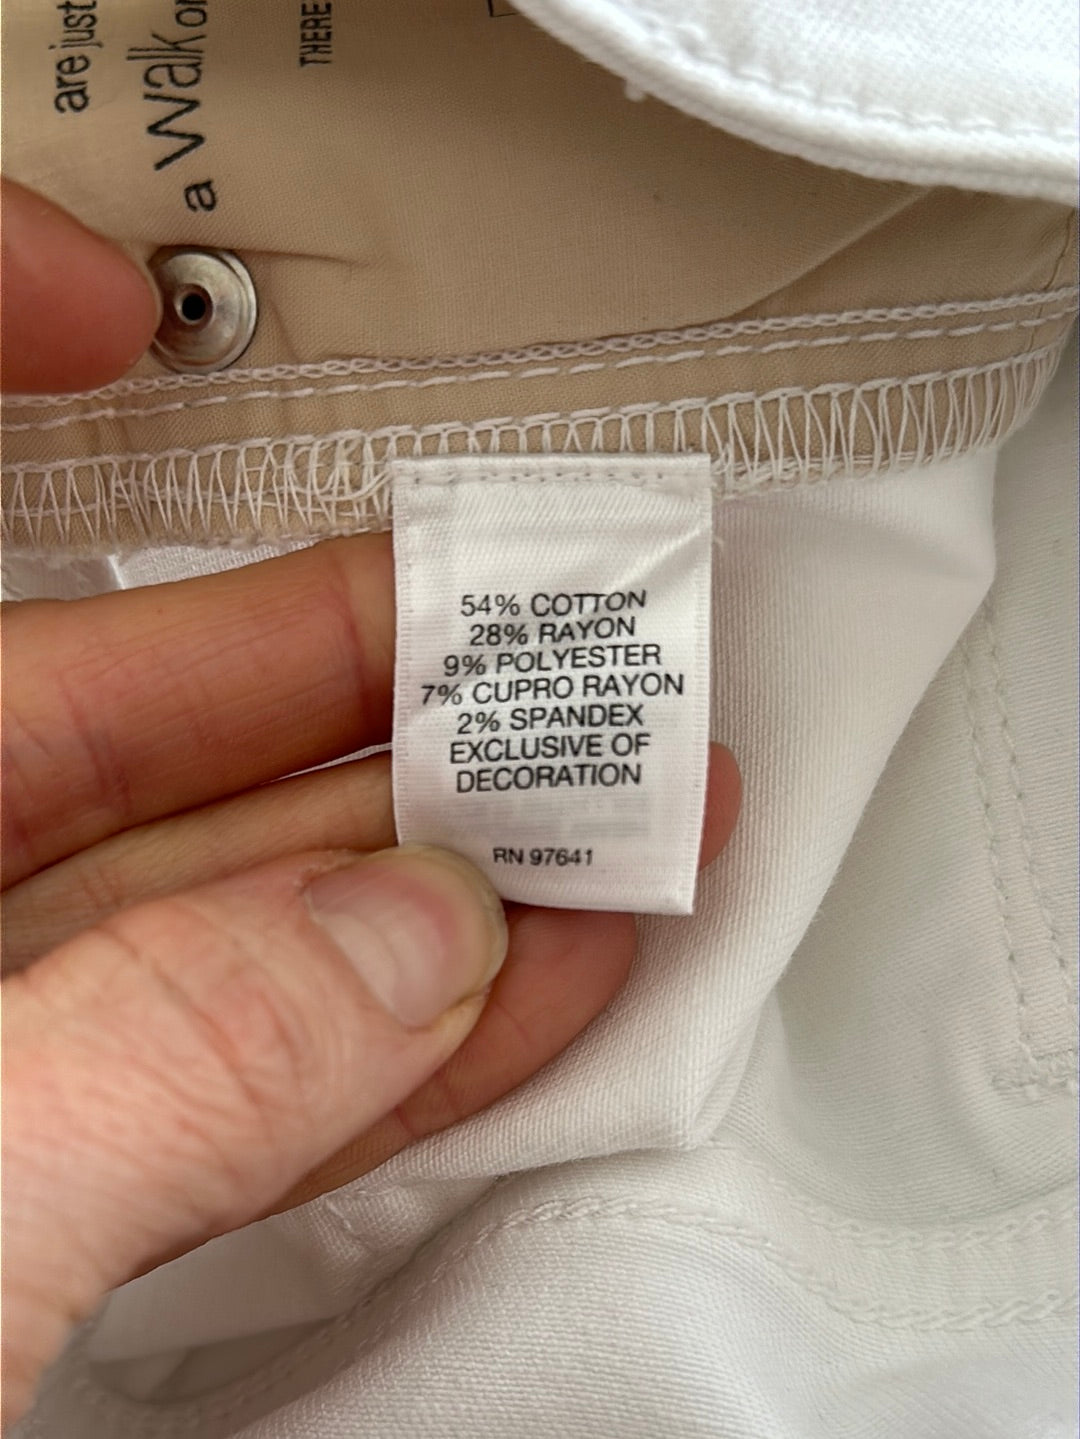 are just
a walk
THERE
54% COTTON
28% RAYON
9% POLYESTER
7% CUPRO RAYON
2% SPANDEX
EXCLUSIVE OF
DECORATION
RN 97641